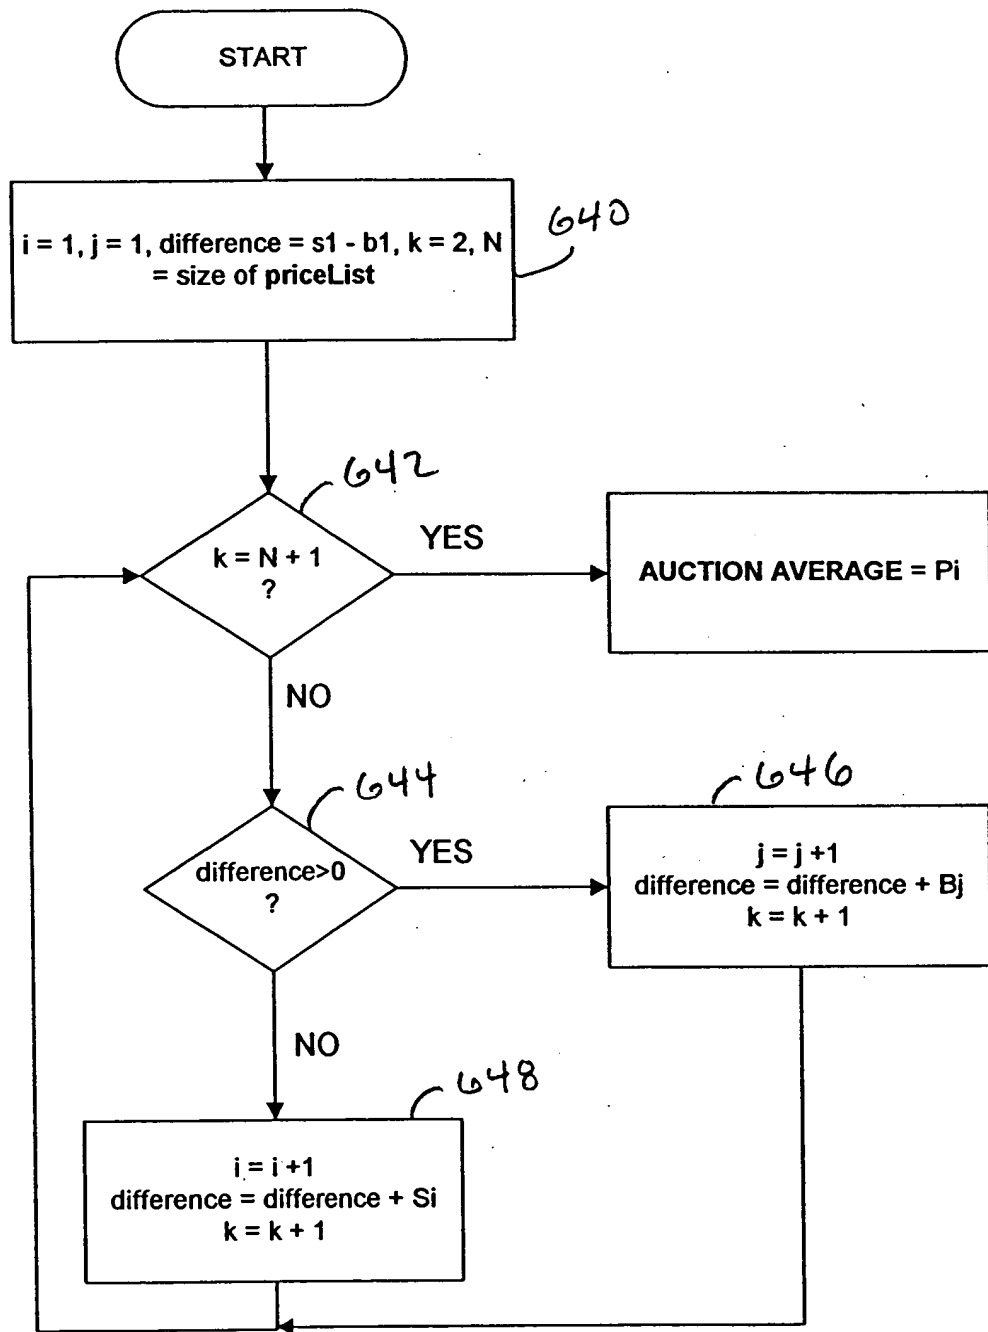 START
i = 1, j = 1, difference = s1 - b1, k = 2, N
= size of priceList
640
642
k = N + 1
?
YES
AUCTION AVERAGE = Pi
NO
644
646
difference>0
?
YES
j = j +1
difference = difference + Bj
k = k + 1
NO
648
i = i +1
difference = difference + Si
k = k + 1